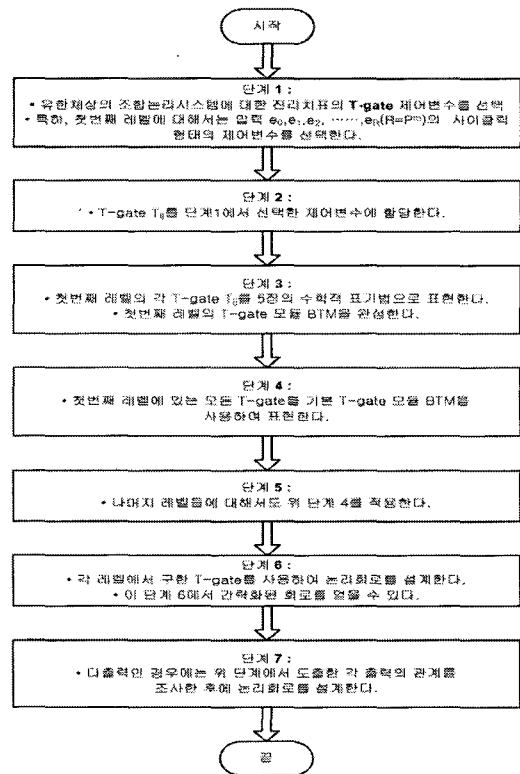 시작
단계 1 :
• 유한체상의 조합논리시스템에 대한 진리치표의 T-gate 제어변수를 선택
• 특히, 첫번째 레벨에 대해서는 입력 e₀,e₁,e₂, ······,e_R(R=Pᵐ)의 사이클릭
형태의 제어변수를 선택한다.
단계 2 :
• T-gate T_ij를 단계1에서 선택한 제어변수에 할당한다.
단계 3 :
• 첫번째 레벨의 각 T-gate T_ij를 5장의 수학적 표기법으로 표현한다.
• 첫번째 레벨의 T-gate 모듈 BTM을 완성한다.
단계 4 :
• 첫번째 레벨에 있는 모든 T-gate를 기본 T-gate 모듈 BTM를
사용하여 표현한다.
단계 5 :
• 나머지 레벨들에 대해서도 위 단계 4를 적용한다.
단계 6 :
• 각 레벨에서 구한 T-gate를 사용하여 논리회로를 설계한다.
• 이 단계 6에서 간략화된 회로를 얻을 수 있다.
단계 7 :
• 다출력인 경우에는 위 단계에서 도출한 각 출력의 관계를
조사한 후에 논리회로를 설계한다.
끝